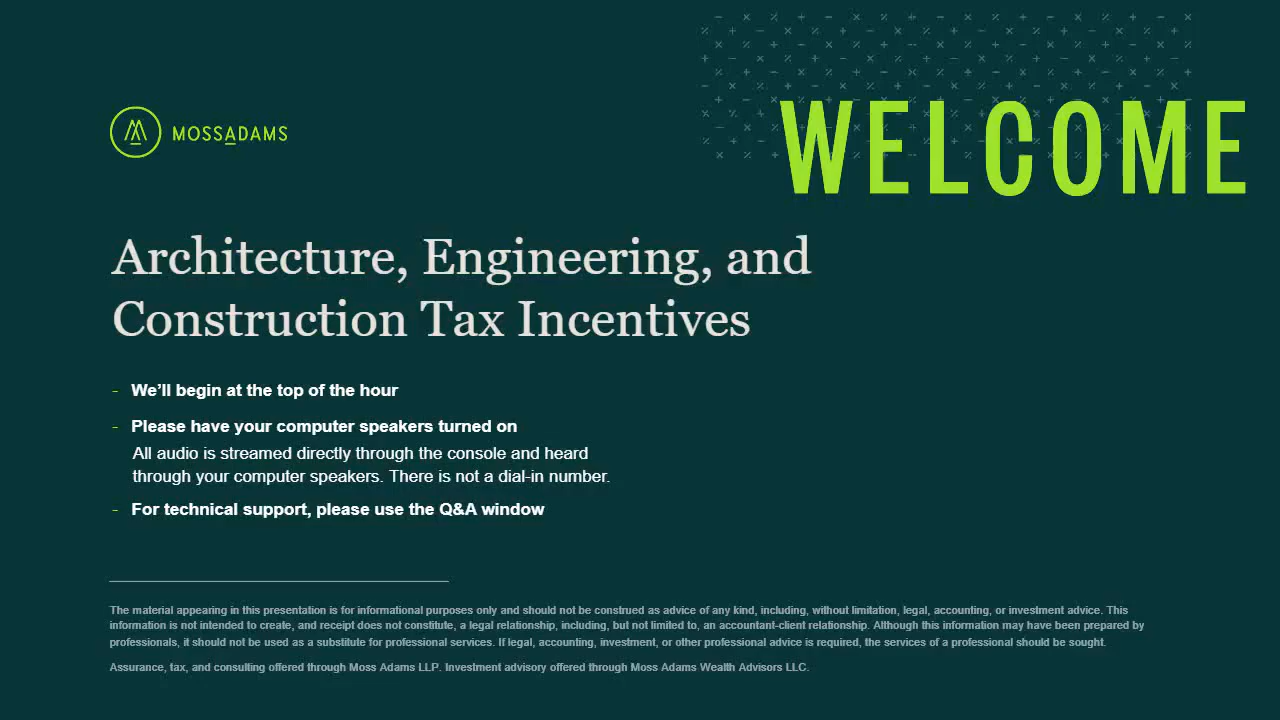 MOSSADAMS
WELCOME
Architecture, Engineering, and
Construction Tax Incentives
- We’ll begin at the top of the hour
- Please have your computer speakers turned on
All audio is streamed directly through the console and heard
through your computer speakers. There is not a dial-in number.
- For technical support, please use the Q&A window
The material appearing in this presentation is for informational purposes only and should not be construed as advice of any kind, including, without limitation, legal, accounting, or investment advice. This
information is not intended to create, and receipt does not constitute, a legal relationship, including, but not limited to, an accountant-client relationship. Although this information may have been prepared by
professionals, it should not be used as a substitute for professional services. If legal, accounting, investment, or other professional advice is required, the services of a professional should be sought.
Assurance, tax, and consulting offered through Moss Adams LLP. Investment advisory offered through Moss Adams Wealth Advisors LLC.